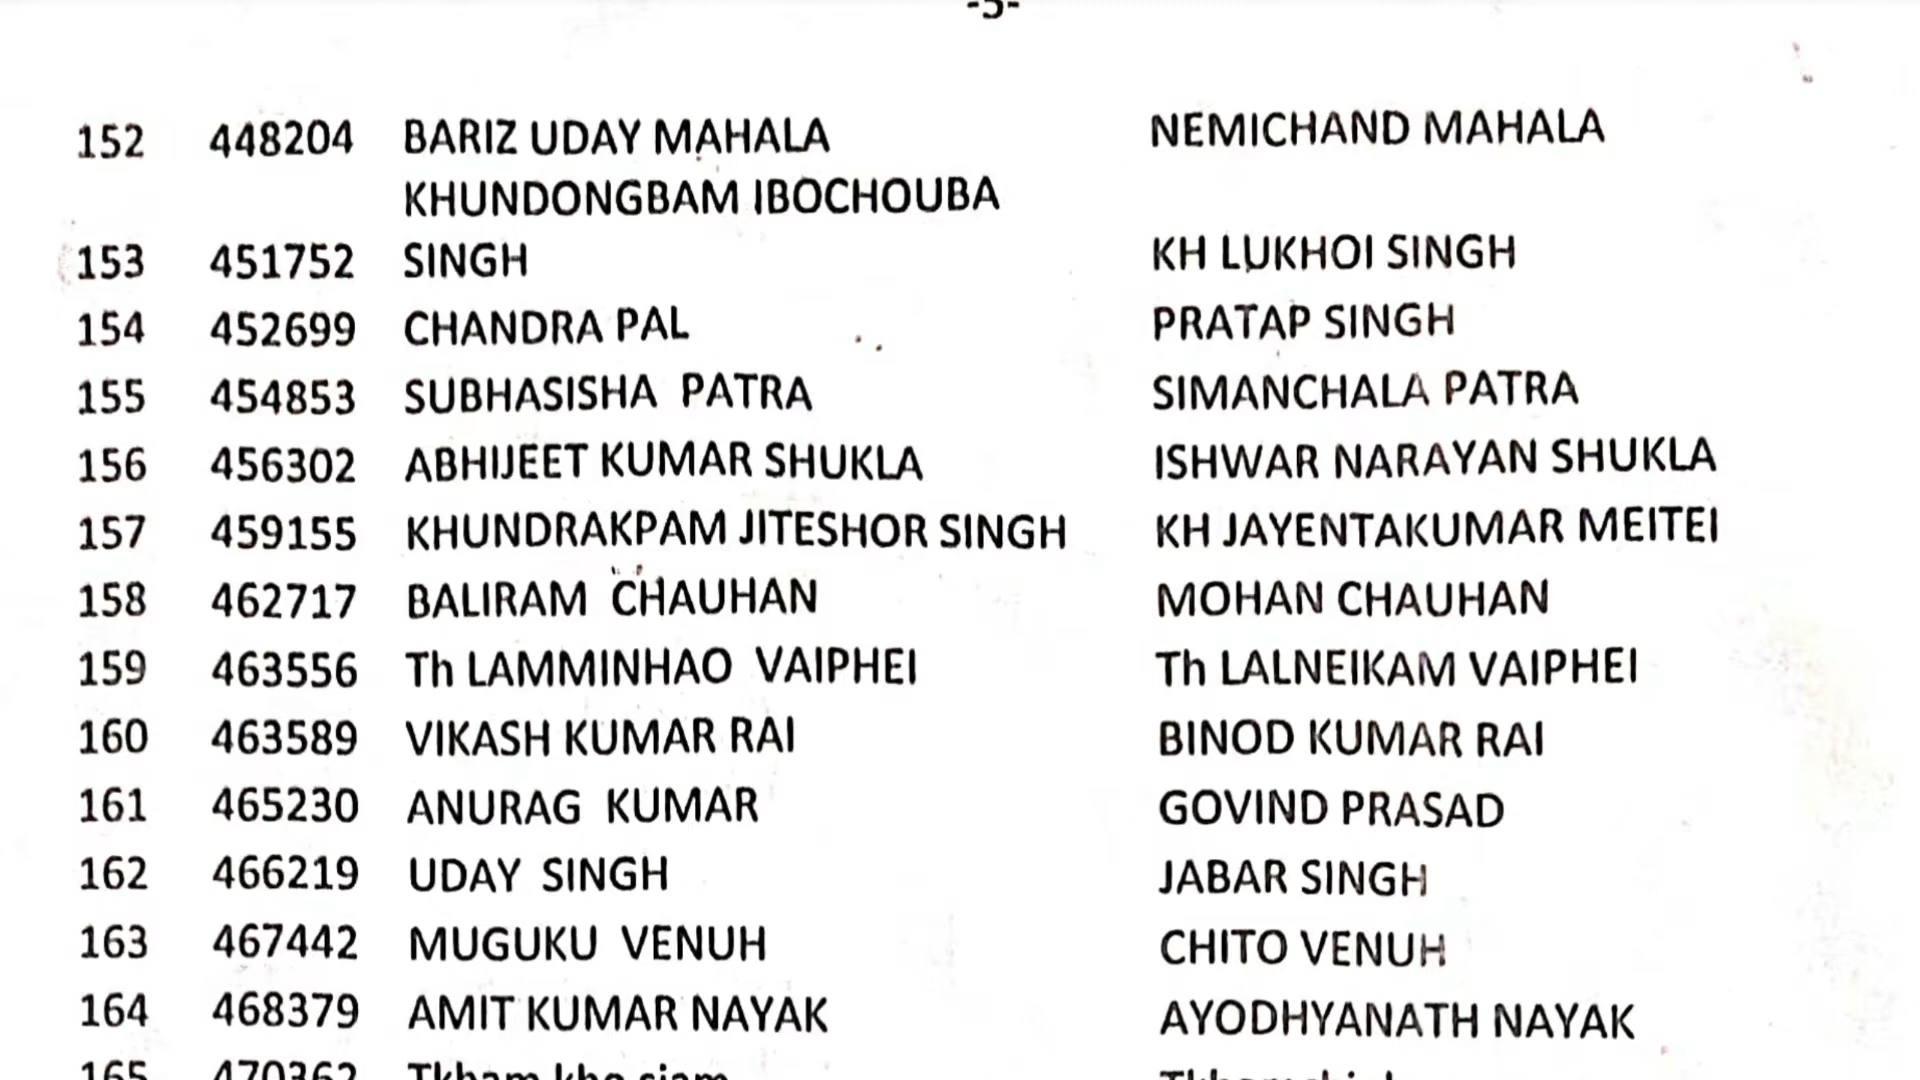 -5-
152 448204 BARIZ UDAY MAHALA NEMICHAND MAHALA
KHUNDONGBAM IBOCHOUBA
153 451752 SINGH KH LUKHOI SINGH
154 452699 CHANDRA PAL PRATAP SINGH
155 454853 SUBHASISHA PATRA SIMANCHALA PATRA
156 456302 ABHIJEET KUMAR SHUKLA ISHWAR NARAYAN SHUKLA
157 459155 KHUNDRAKPAM JITESHOR SINGH KH JAYENTAKUMAR MEITEI
158 462717 BALIRAM CHAUHAN MOHAN CHAUHAN
159 463556 Th LAMMINHAO VAIPHEI Th LALNEIKAM VAIPHEI
160 463589 VIKASH KUMAR RAI BINOD KUMAR RAI
161 465230 ANURAG KUMAR GOVIND PRASAD
162 466219 UDAY SINGH JABAR SINGH
163 467442 MUGUKU VENUH CHITO VENUH
164 468379 AMIT KUMAR NAYAK AYODHYANATH NAYAK
165 470362